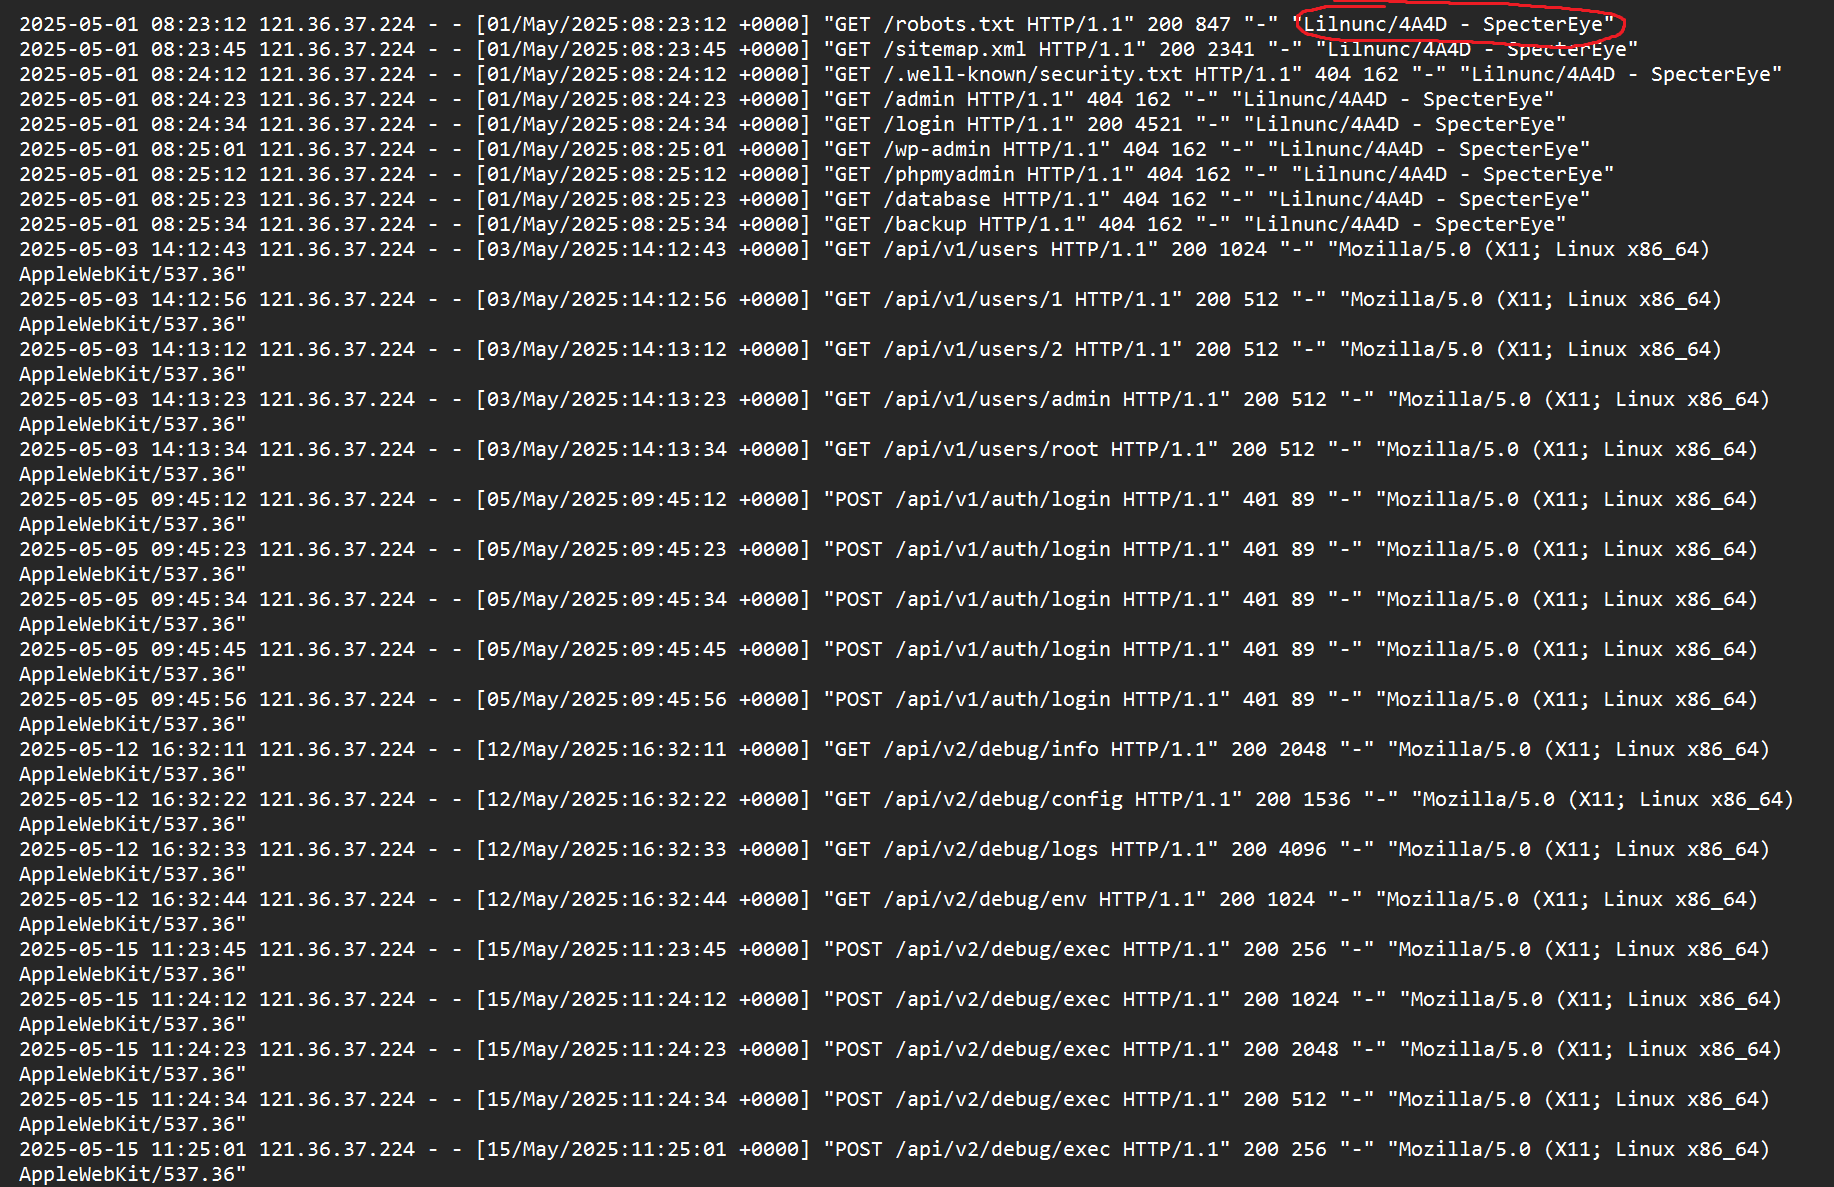 2025-05-01 08:23:12 121.36.37.224 - - [01/May/2025:08:23:12 +0000] "GET /robots.txt HTTP/1.1" 200 847 "-" "Lilnunc/4A4D - SpecterEye"
2025-05-01 08:23:45 121.36.37.224 - - [01/May/2025:08:23:45 +0000] "GET /sitemap.xml HTTP/1.1" 200 2341 "-" "Lilnunc/4A4D - SpecterEye"
2025-05-01 08:24:12 121.36.37.224 - - [01/May/2025:08:24:12 +0000] "GET /.well-known/security.txt HTTP/1.1" 404 162 "-" "Lilnunc/4A4D - SpecterEye"
2025-05-01 08:24:23 121.36.37.224 - - [01/May/2025:08:24:23 +0000] "GET /admin HTTP/1.1" 404 162 "-" "Lilnunc/4A4D - SpecterEye"
2025-05-01 08:24:34 121.36.37.224 - - [01/May/2025:08:24:34 +0000] "GET /login HTTP/1.1" 200 4521 "-" "Lilnunc/4A4D - SpecterEye"
2025-05-01 08:25:01 121.36.37.224 - - [01/May/2025:08:25:01 +0000] "GET /wp-admin HTTP/1.1" 404 162 "-" "Lilnunc/4A4D - SpecterEye"
2025-05-01 08:25:12 121.36.37.224 - - [01/May/2025:08:25:12 +0000] "GET /phpmyadmin HTTP/1.1" 404 162 "-" "Lilnunc/4A4D - SpecterEye"
2025-05-01 08:25:23 121.36.37.224 - - [01/May/2025:08:25:23 +0000] "GET /database HTTP/1.1" 404 162 "-" "Lilnunc/4A4D - SpecterEye"
2025-05-01 08:25:34 121.36.37.224 - - [01/May/2025:08:25:34 +0000] "GET /backup HTTP/1.1" 404 162 "-" "Lilnunc/4A4D - SpecterEye"
2025-05-03 14:12:43 121.36.37.224 - - [03/May/2025:14:12:43 +0000] "GET /api/v1/users HTTP/1.1" 200 1024 "-" "Mozilla/5.0 (X11; Linux x86_64)
AppleWebKit/537.36"
2025-05-03 14:12:56 121.36.37.224 - - [03/May/2025:14:12:56 +0000] "GET /api/v1/users/1 HTTP/1.1" 200 512 "-" "Mozilla/5.0 (X11; Linux x86_64)
AppleWebKit/537.36"
2025-05-03 14:13:12 121.36.37.224 - - [03/May/2025:14:13:12 +0000] "GET /api/v1/users/2 HTTP/1.1" 200 512 "-" "Mozilla/5.0 (X11; Linux x86_64)
AppleWebKit/537.36"
2025-05-03 14:13:23 121.36.37.224 - - [03/May/2025:14:13:23 +0000] "GET /api/v1/users/admin HTTP/1.1" 200 512 "-" "Mozilla/5.0 (X11; Linux x86_64)
AppleWebKit/537.36"
2025-05-03 14:13:34 121.36.37.224 - - [03/May/2025:14:13:34 +0000] "GET /api/v1/users/root HTTP/1.1" 200 512 "-" "Mozilla/5.0 (X11; Linux x86_64)
AppleWebKit/537.36"
2025-05-05 09:45:12 121.36.37.224 - - [05/May/2025:09:45:12 +0000] "POST /api/v1/auth/login HTTP/1.1" 401 89 "-" "Mozilla/5.0 (X11; Linux x86_64)
AppleWebKit/537.36"
2025-05-05 09:45:23 121.36.37.224 - - [05/May/2025:09:45:23 +0000] "POST /api/v1/auth/login HTTP/1.1" 401 89 "-" "Mozilla/5.0 (X11; Linux x86_64)
AppleWebKit/537.36"
2025-05-05 09:45:34 121.36.37.224 - - [05/May/2025:09:45:34 +0000] "POST /api/v1/auth/login HTTP/1.1" 401 89 "-" "Mozilla/5.0 (X11; Linux x86_64)
AppleWebKit/537.36"
2025-05-05 09:45:45 121.36.37.224 - - [05/May/2025:09:45:45 +0000] "POST /api/v1/auth/login HTTP/1.1" 401 89 "-" "Mozilla/5.0 (X11; Linux x86_64)
AppleWebKit/537.36"
2025-05-05 09:45:56 121.36.37.224 - - [05/May/2025:09:45:56 +0000] "POST /api/v1/auth/login HTTP/1.1" 401 89 "-" "Mozilla/5.0 (X11; Linux x86_64)
AppleWebKit/537.36"
2025-05-12 16:32:11 121.36.37.224 - - [12/May/2025:16:32:11 +0000] "GET /api/v2/debug/info HTTP/1.1" 200 2048 "-" "Mozilla/5.0 (X11; Linux x86_64)
AppleWebKit/537.36"
2025-05-12 16:32:22 121.36.37.224 - - [12/May/2025:16:32:22 +0000] "GET /api/v2/debug/config HTTP/1.1" 200 1536 "-" "Mozilla/5.0 (X11; Linux x86_64)
AppleWebKit/537.36"
2025-05-12 16:32:33 121.36.37.224 - - [12/May/2025:16:32:33 +0000] "GET /api/v2/debug/logs HTTP/1.1" 200 4096 "-" "Mozilla/5.0 (X11; Linux x86_64)
AppleWebKit/537.36"
2025-05-12 16:32:44 121.36.37.224 - - [12/May/2025:16:32:44 +0000] "GET /api/v2/debug/env HTTP/1.1" 200 1024 "-" "Mozilla/5.0 (X11; Linux x86_64)
AppleWebKit/537.36"
2025-05-15 11:23:45 121.36.37.224 - - [15/May/2025:11:23:45 +0000] "POST /api/v2/debug/exec HTTP/1.1" 200 256 "-" "Mozilla/5.0 (X11; Linux x86_64)
AppleWebKit/537.36"
2025-05-15 11:24:12 121.36.37.224 - - [15/May/2025:11:24:12 +0000] "POST /api/v2/debug/exec HTTP/1.1" 200 1024 "-" "Mozilla/5.0 (X11; Linux x86_64)
AppleWebKit/537.36"
2025-05-15 11:24:23 121.36.37.224 - - [15/May/2025:11:24:23 +0000] "POST /api/v2/debug/exec HTTP/1.1" 200 2048 "-" "Mozilla/5.0 (X11; Linux x86_64)
AppleWebKit/537.36"
2025-05-15 11:24:34 121.36.37.224 - - [15/May/2025:11:24:34 +0000] "POST /api/v2/debug/exec HTTP/1.1" 200 512 "-" "Mozilla/5.0 (X11; Linux x86_64)
AppleWebKit/537.36"
2025-05-15 11:25:01 121.36.37.224 - - [15/May/2025:11:25:01 +0000] "POST /api/v2/debug/exec HTTP/1.1" 200 256 "-" "Mozilla/5.0 (X11; Linux x86_64)
AppleWebKit/537.36"